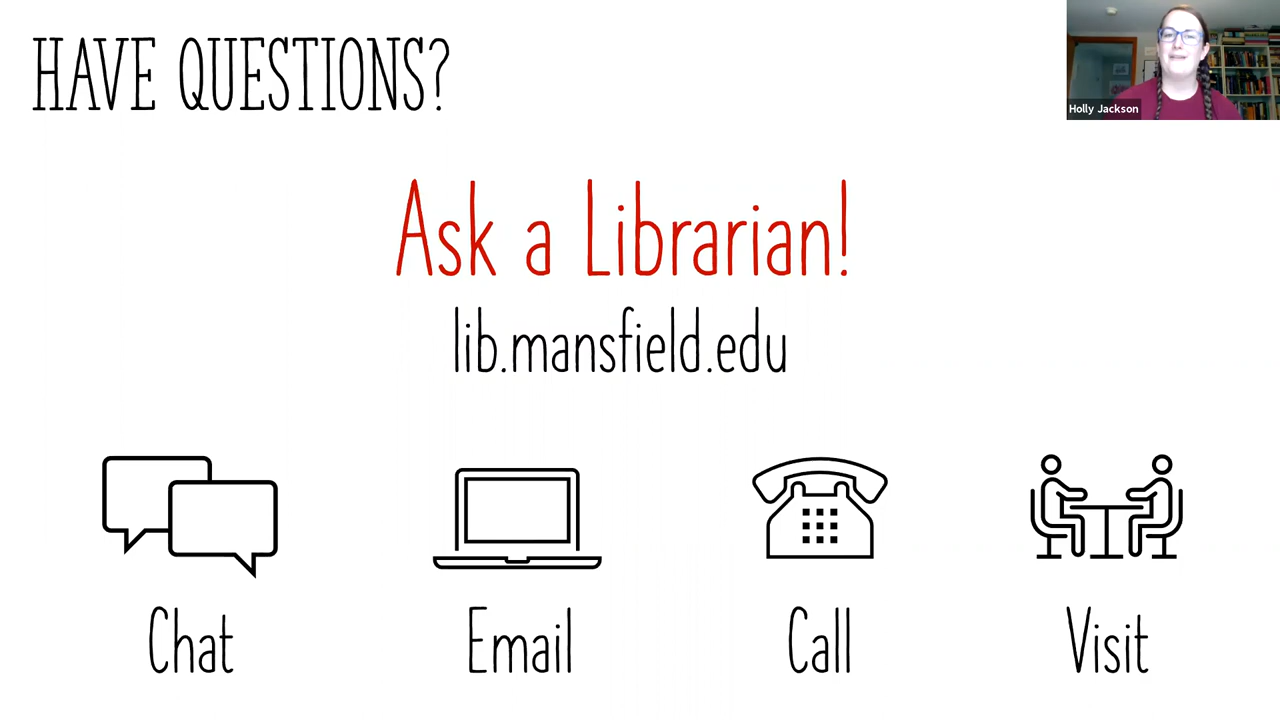 HAVE QUESTIONS?
Holly Jackson
Ask a Librarian!
lib.mansfield.edu
Chat
Email
Call
Visit